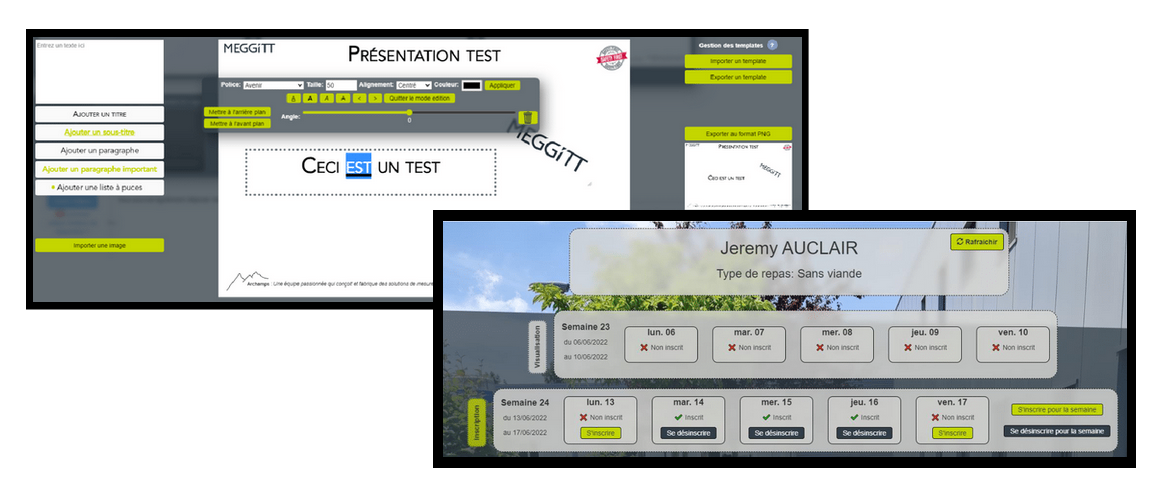 Entrez un texte ici
AJOUTER UN TITRE
Ajouter un sous-titre
Ajouter un paragraphe
Ajouter un paragraphe important
Ajouter une liste à puces
Importer une image
MEGGiTT
PRÉSENTATION TEST
Police: Avenir Taille: 50 Alignement: Centré Couleur: Appliquer
A A A A < > Quitter le mode edition
Mettre à l'arrière plan
Mettre à l'avant plan
Angle:
0
MEGGiTT
CECI EST UN TEST
Archamps : Une équipe passionnée qui conçoit et fabrique des solutions de mesure
Gestion des templates ?
Importer un template
Exporter un template
Exporter au format PNG
PRÉSENTATION TEST
MEGGiTT
CECI EST UN TEST
Jeremy AUCLAIR
Rafraichir
Type de repas: Sans viande
Visualisation
Semaine 23
du 06/06/2022
au 10/06/2022
lun. 06
Non inscrit
mar. 07
Non inscrit
mer. 08
Non inscrit
jeu. 09
Non inscrit
ven. 10
Non inscrit
Inscription
Semaine 24
du 13/06/2022
au 17/06/2022
lun. 13
Non inscrit
S'inscrire
mar. 14
Inscrit
Se désinscrire
mer. 15
Inscrit
Se désinscrire
jeu. 16
Inscrit
Se désinscrire
ven. 17
Non inscrit
S'inscrire
S'inscrire pour la semaine
Se désinscrire pour la semaine